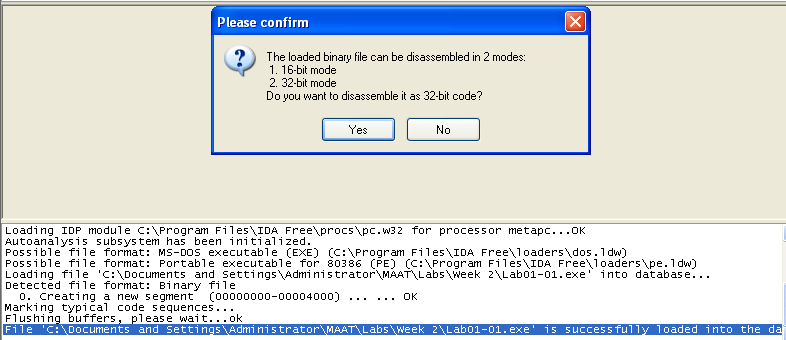 Please confirm
The loaded binary file can be disassembled in 2 modes:
1. 16-bit mode
2. 32-bit mode
Do you want to disassemble it as 32-bit code?
Yes No
Loading IDP module C:\Program Files\IDA Free\procs\pc.w32 for processor metapc...OK
Autoanalysis subsystem has been initialized.
Possible file format: MS-DOS executable (EXE) (C:\Program Files\IDA Free\loaders\dos.ldw)
Possible file format: Portable executable for 80386 (PE) (C:\Program Files\IDA Free\loaders\pe.ldw)
Loading file 'C:\Documents and Settings\Administrator\MAAT\Labs\Week 2\Lab01-01.exe' into database...
Detected file format: Binary file
0. Creating a new segment (00000000-00004000) ... ... OK
Marking typical code sequences...
Flushing buffers, please wait...ok
File 'C:\Documents and Settings\Administrator\MAAT\Labs\Week 2\Lab01-01.exe' is successfully loaded into the da